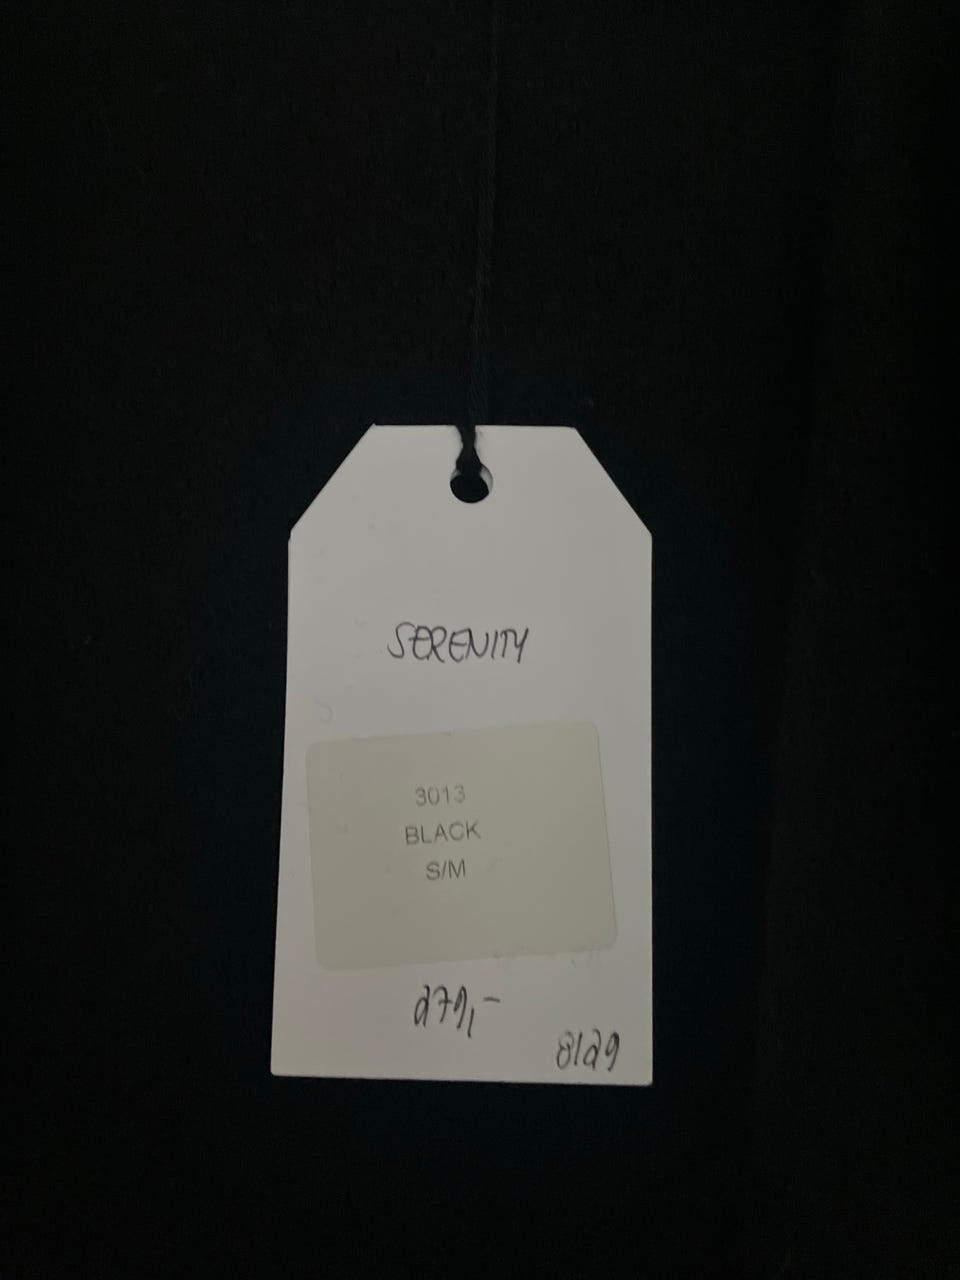 SERENITY
3013
BLACK
S/M
279,-
8129